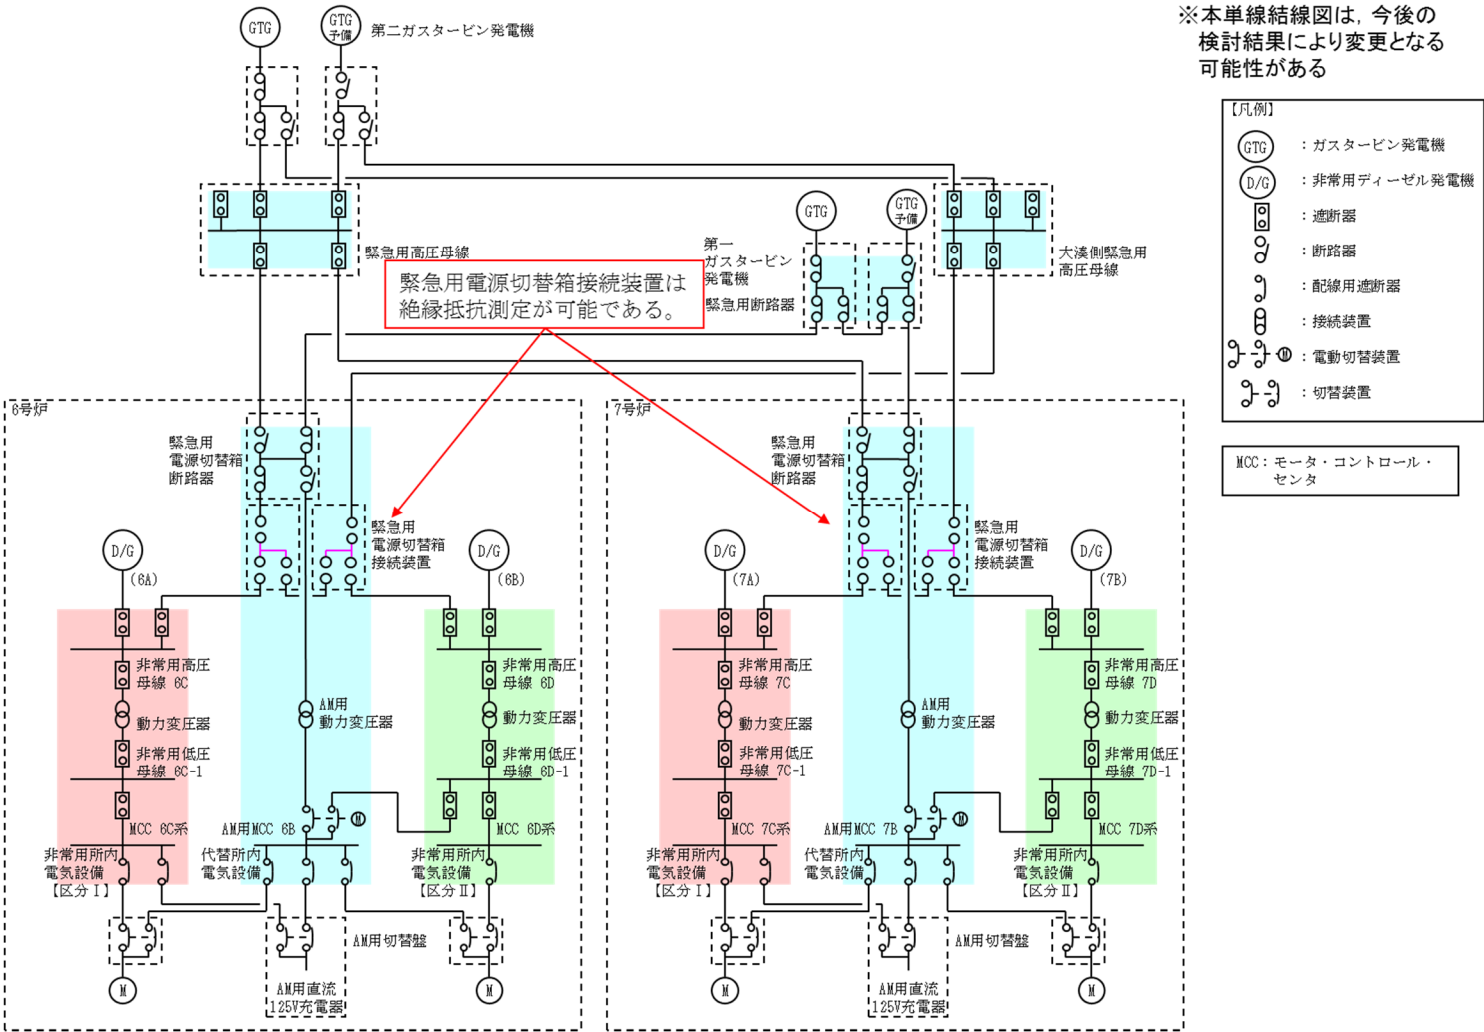 GTG
GTG
予備
第二ガスタービン発電機
※本単線結線図は，今後の
検討結果により変更となる
可能性がある
【凡例】
GTG
：ガスタービン発電機
D/G
：非常用ディーゼル発電機
：遮断器
：断路器
：配線用遮断器
：接続装置
M
：電動切替装置
：切替装置
MCC：モータ・コントロール・
センタ
緊急用高圧母線
GTG
GTG
予備
第一
ガスタービン
発電機
緊急用断路器
大湊側緊急用
高圧母線
緊急用電源切替箱接続装置は
絶縁抵抗測定が可能である。
6号炉
緊急用
電源切替箱
断路器
緊急用
電源切替箱
接続装置
D/G
(6A)
D/G
(6B)
非常用高圧
母線 6C
動力変圧器
非常用低圧
母線 6C-1
MCC 6C系
AM用
動力変圧器
非常用高圧
母線 6D
動力変圧器
非常用低圧
母線 6D-1
MCC 6D系
AM用MCC 6B
M
非常用所内
電気設備
【区分Ⅰ】
代替所内
電気設備
非常用所内
電気設備
【区分Ⅱ】
AM用切替盤
M
AM用直流
125V充電器
M
7号炉
緊急用
電源切替箱
断路器
緊急用
電源切替箱
接続装置
D/G
(7A)
D/G
(7B)
非常用高圧
母線 7C
動力変圧器
非常用低圧
母線 7C-1
MCC 7C系
AM用
動力変圧器
非常用高圧
母線 7D
動力変圧器
非常用低圧
母線 7D-1
MCC 7D系
AM用MCC 7B
M
非常用所内
電気設備
【区分Ⅰ】
代替所内
電気設備
非常用所内
電気設備
【区分Ⅱ】
AM用切替盤
M
AM用直流
125V充電器
M